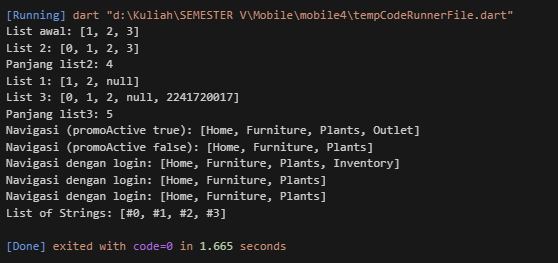 [Running] dart "d:\Kuliah\SEMESTER V\Mobile\mobile4\tempCodeRunnerFile.dart"
List awal: [1, 2, 3]
List 2: [0, 1, 2, 3]
Panjang list2: 4
List 1: [1, 2, null]
List 3: [0, 1, 2, null, 2241720017]
Panjang list3: 5
Navigasi (promoActive true): [Home, Furniture, Plants, Outlet]
Navigasi (promoActive false): [Home, Furniture, Plants]
Navigasi dengan login: [Home, Furniture, Plants, Inventory]
Navigasi dengan login: [Home, Furniture, Plants]
Navigasi dengan login: [Home, Furniture, Plants]
List of Strings: [#0, #1, #2, #3]
[Done] exited with code=0 in 1.665 seconds